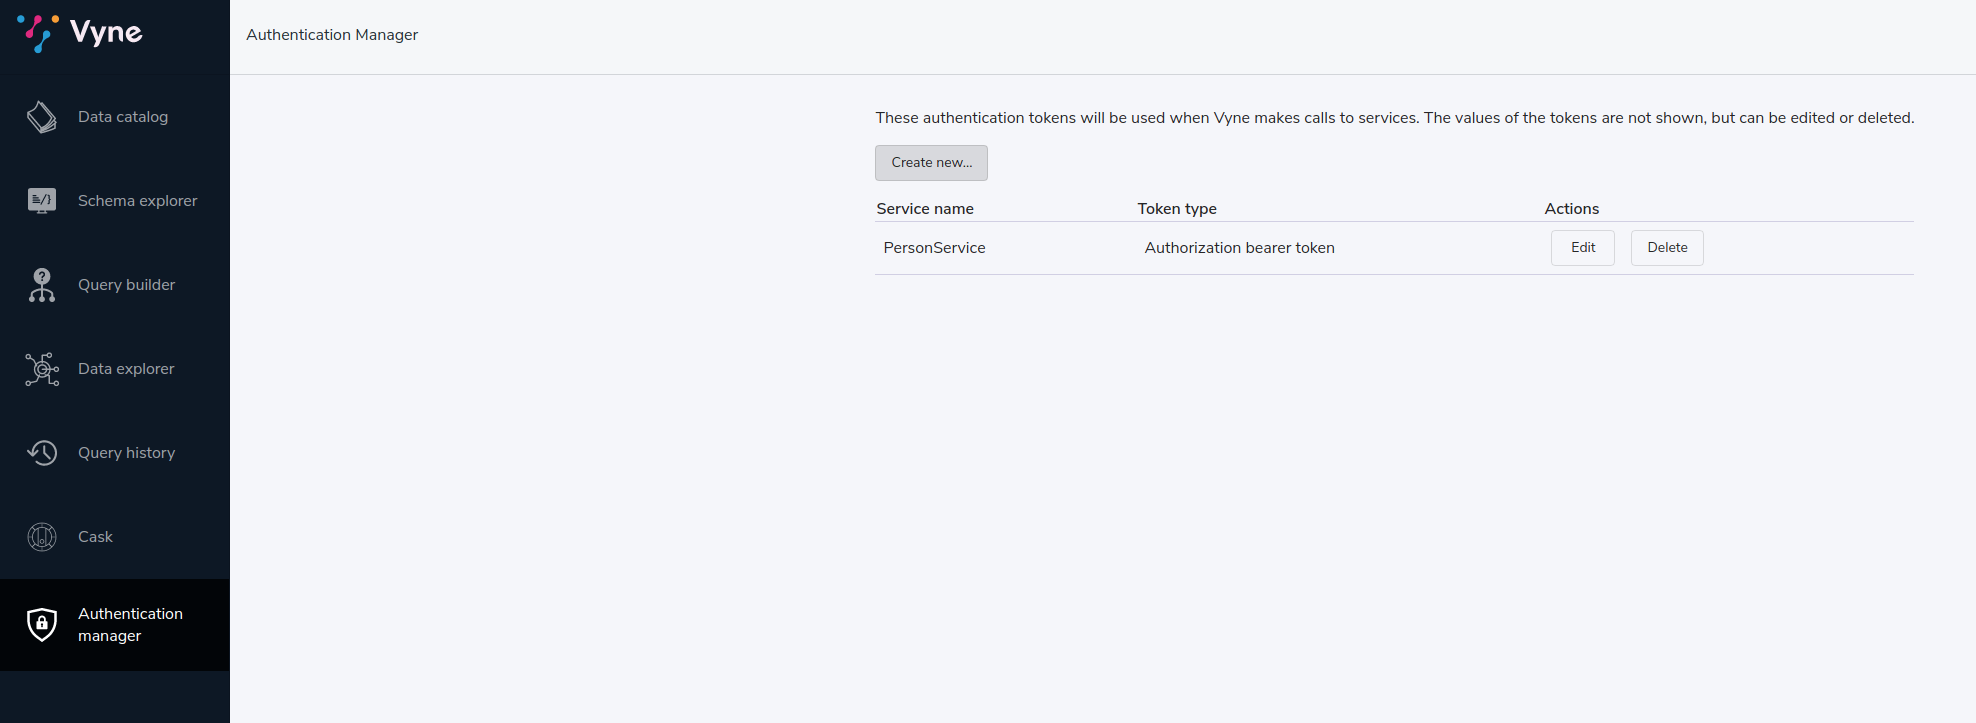 Vyne
Authentication Manager
Data catalog
Schema explorer
Query builder
Data explorer
Query history
Cask
Authentication
manager
These authentication tokens will be used when Vyne makes calls to services. The values of the tokens are not shown, but can be edited or deleted.
Create new...
Service name Token type Actions
PersonService Authorization bearer token Edit Delete